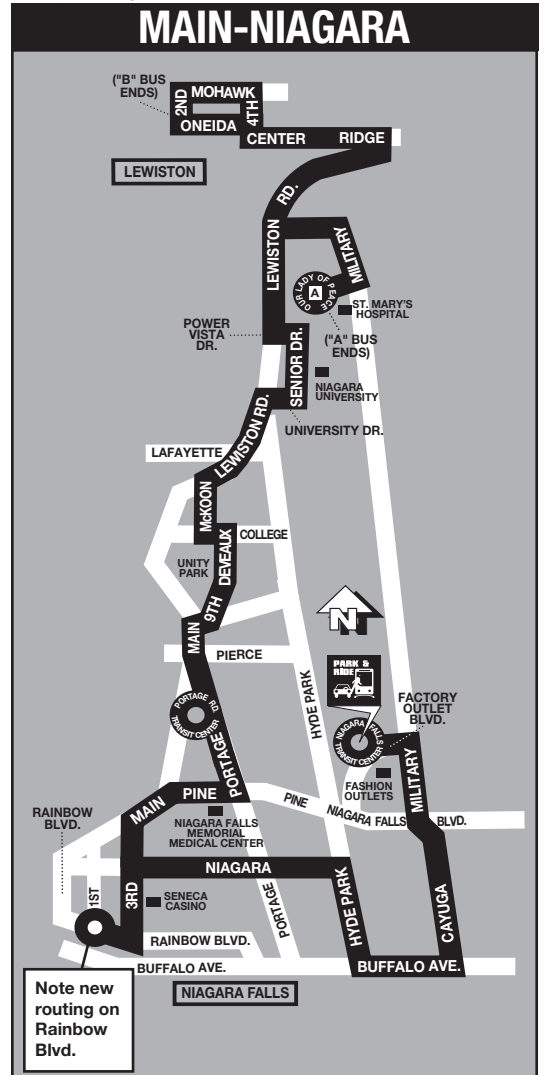 MAIN-NIAGARA
("B" BUS
ENDS)
2ND
MOHAWK
4TH
ONEIDA
CENTER RIDGE
LEWISTON
LEWISTON RD.
MILITARY
OUR LADY OF PEACE
A
ST. MARY'S
HOSPITAL
("A" BUS
ENDS)
POWER
VISTA
DR.
SENIOR DR.
NIAGARA
UNIVERSITY
UNIVERSITY DR.
LEWISTON RD.
LAFAYETTE
McKOON
COLLEGE
DEVEAUX
UNITY
PARK
9TH
MAIN
PIERCE
N
PARK &
RIDE
HYDE PARK
PORTAGE RD.
TRANSIT CENTER
NIAGARA FALLS
TRANSIT CENTER
FACTORY
OUTLET
BLVD.
FASHION
OUTLETS
PORTAGE
MILITARY
MAIN
PINE
PINE
NIAGARA FALLS BLVD.
RAINBOW
BLVD.
NIAGARA FALLS
MEMORIAL
MEDICAL CENTER
NIAGARA
1ST
3RD
SENECA
CASINO
PORTAGE
HYDE PARK
CAYUGA
RAINBOW BLVD.
BUFFALO AVE.
BUFFALO AVE.
NIAGARA FALLS
Note new
routing on
Rainbow
Blvd.